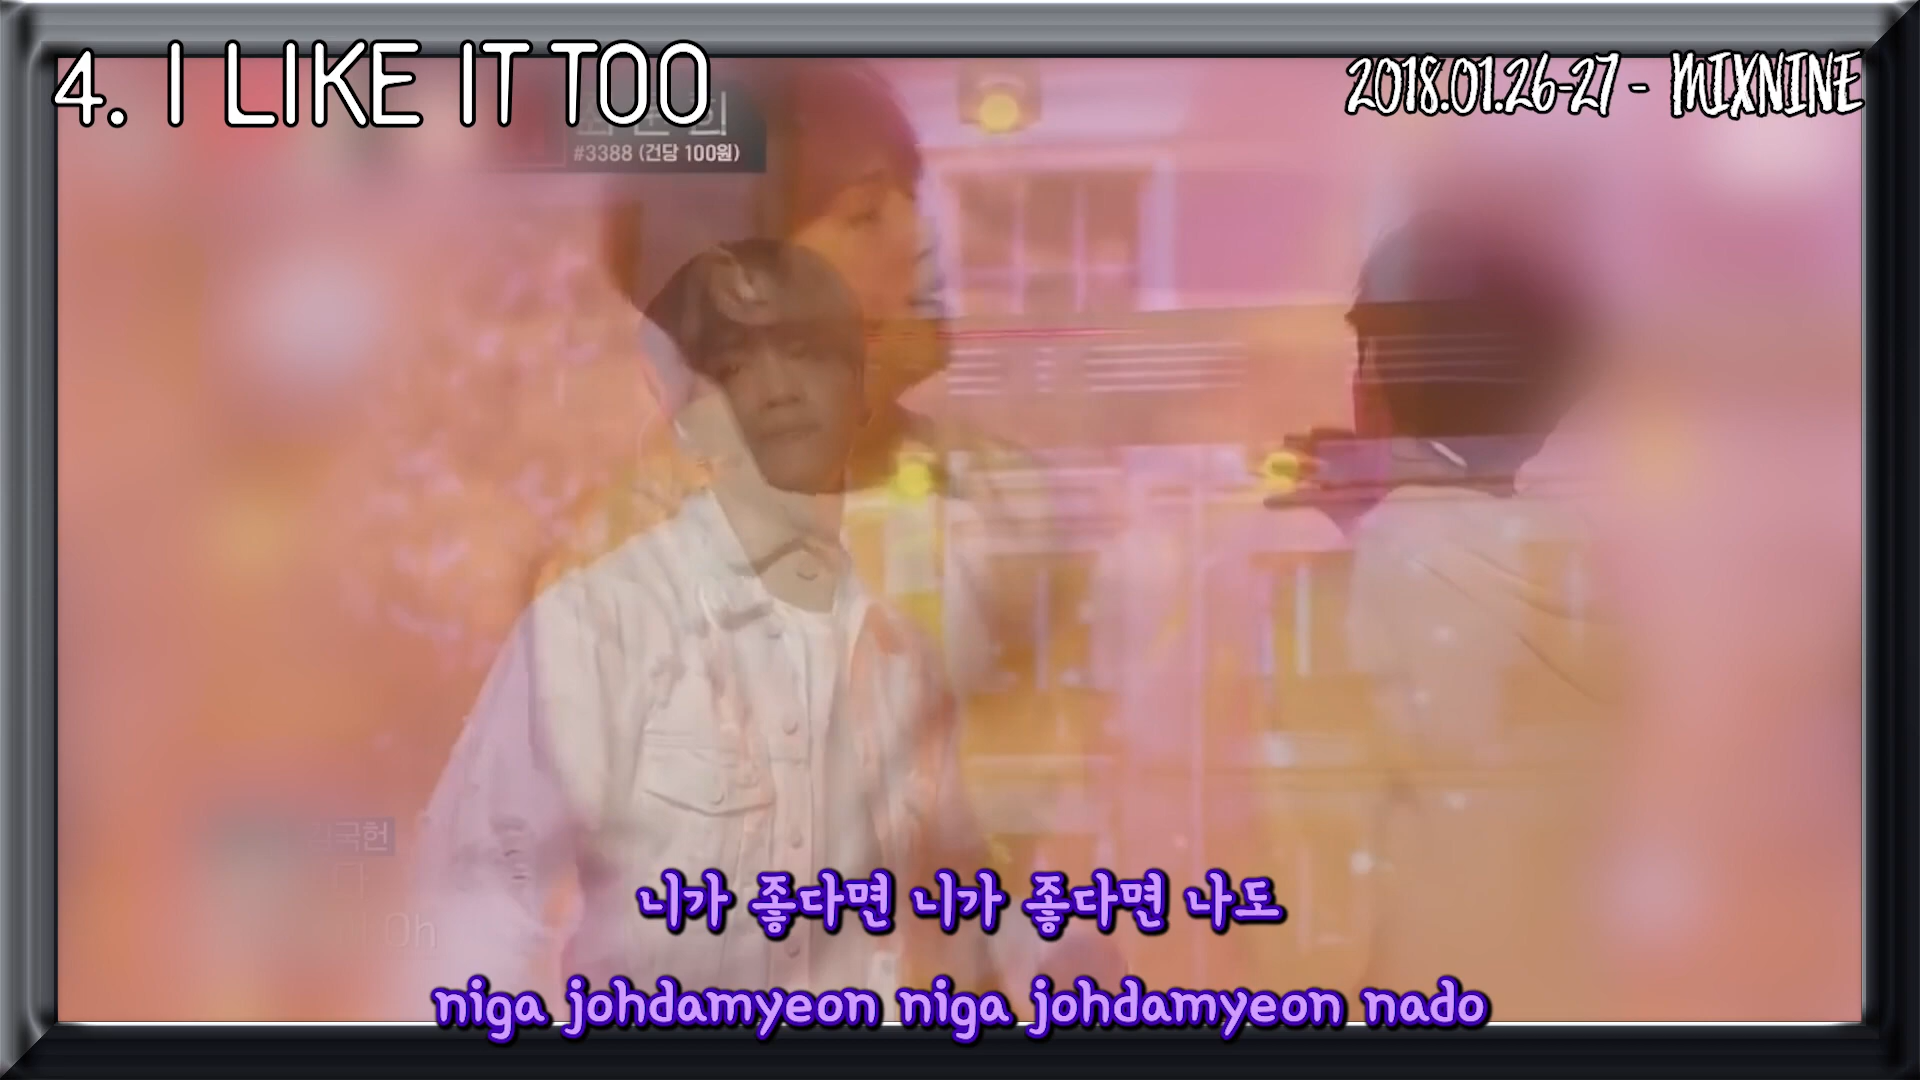 4. I LIKE IT TOO
2018.01.26-27 - MIXNINE
#3388 (건당 100원)
Oh
니가 좋다면 니가 좋다면 나도
niga johdamyeon niga johdamyeon nado